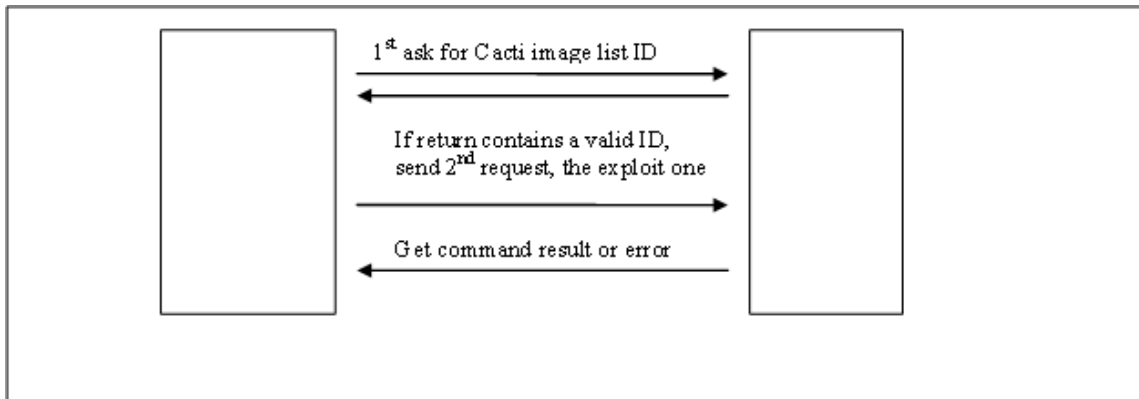 1st ask for Cacti image list ID
If return contains a valid ID,
send 2nd request, the exploit one
Get command result or error